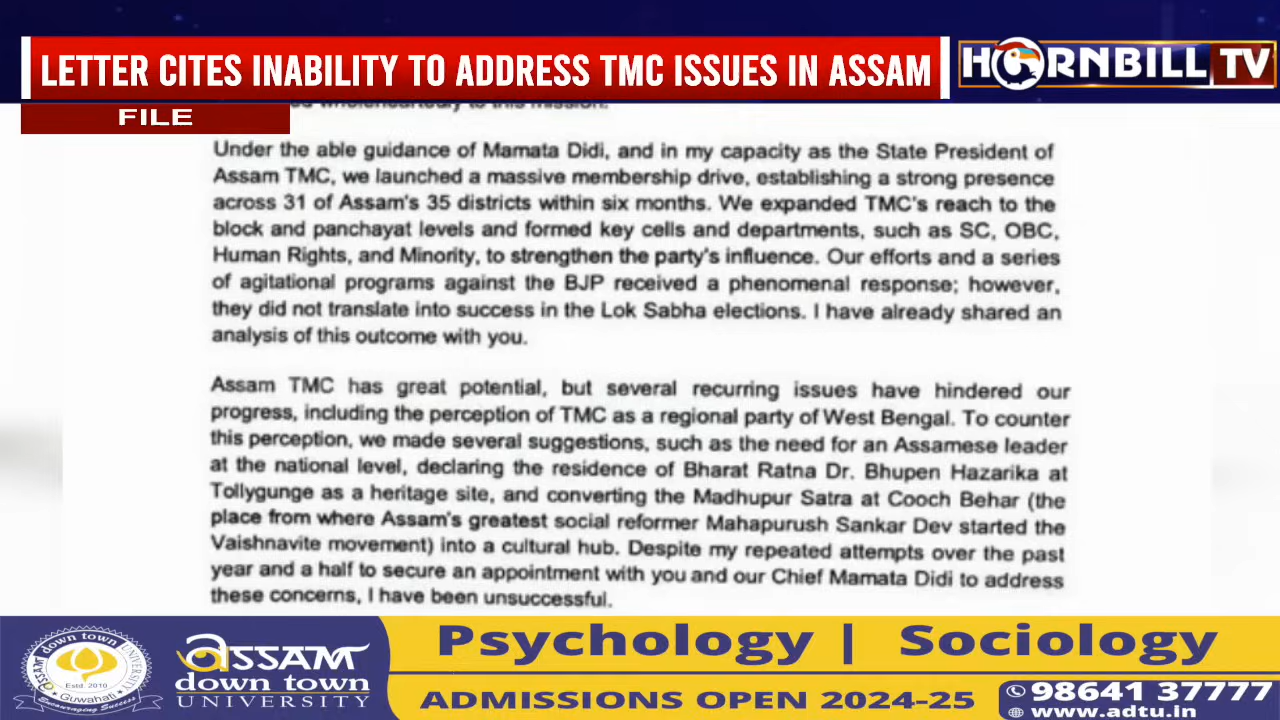 LETTER CITES INABILITY TO ADDRESS TMC ISSUES IN ASSAM
HORNBILL TV
FILE
wholeheartedly to this mission.
Under the able guidance of Mamata Didi, and in my capacity as the State President of
Assam TMC, we launched a massive membership drive, establishing a strong presence
across 31 of Assam's 35 districts within six months. We expanded TMC's reach to the
block and panchayat levels and formed key cells and departments, such as SC, OBC,
Human Rights, and Minority, to strengthen the party's influence. Our efforts and a series
of agitational programs against the BJP received a phenomenal response; however,
they did not translate into success in the Lok Sabha elections. I have already shared an
analysis of this outcome with you.
Assam TMC has great potential, but several recurring issues have hindered our
progress, including the perception of TMC as a regional party of West Bengal. To counter
this perception, we made several suggestions, such as the need for an Assamese leader
at the national level, declaring the residence of Bharat Ratna Dr. Bhupen Hazarika at
Tollygunge as a heritage site, and converting the Madhupur Satra at Cooch Behar (the
place from where Assam's greatest social reformer Mahapurush Sankar Dev started the
Vaishnavite movement) into a cultural hub. Despite my repeated attempts over the past
year and a half to secure an appointment with you and our Chief Mamata Didi to address
these concerns, I have been unsuccessful.
down town
Estd. 2010
Guwahati
Encouraging Success
ASSAM
down town
UNIVERSITY
Psychology | Sociology
ADMISSIONS OPEN 2024-25
98641 37777
www.adtu.in